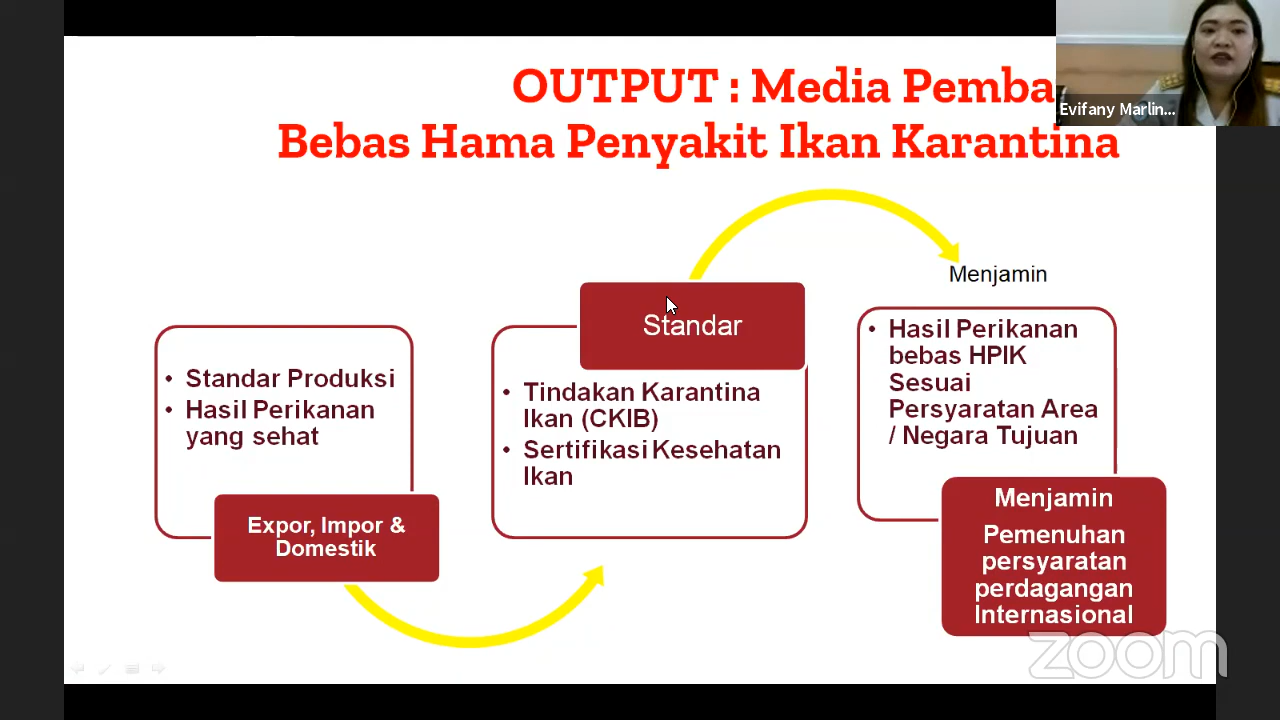 OUTPUT : Media Pemba
Bebas Hama Penyakit Ikan Karantina
Evifany Marlin...
• Standar Produksi
• Hasil Perikanan
yang sehat
Expor, Impor &
Domestik
Standar
• Tindakan Karantina
Ikan (CKIB)
• Sertifikasi Kesehatan
Ikan
Menjamin
• Hasil Perikanan
bebas HPIK
Sesuai
Persyaratan Area
/ Negara Tujuan
Menjamin
Pemenuhan
persyaratan
perdagangan
Internasional
zoom